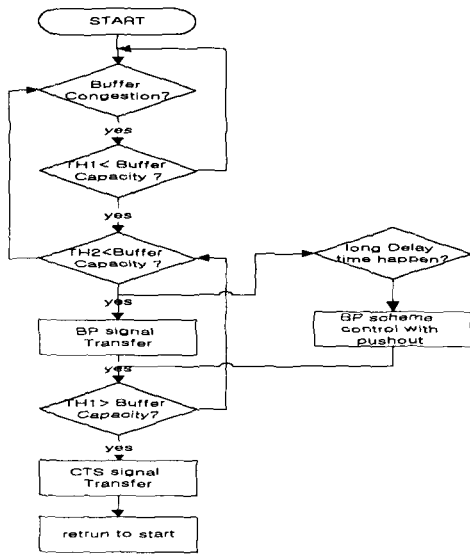 START
Buffer
Congestion?
yes
TH1< Buffer
Capacity ?
yes
TH2<Buffer
Capacity ?
long Delay
time happen?
yes
BP signal
Transfer
BP schema
control with
pushout
yes
TH1> Buffer
Capacity?
yes
CTS signal
Transfer
retrun to start